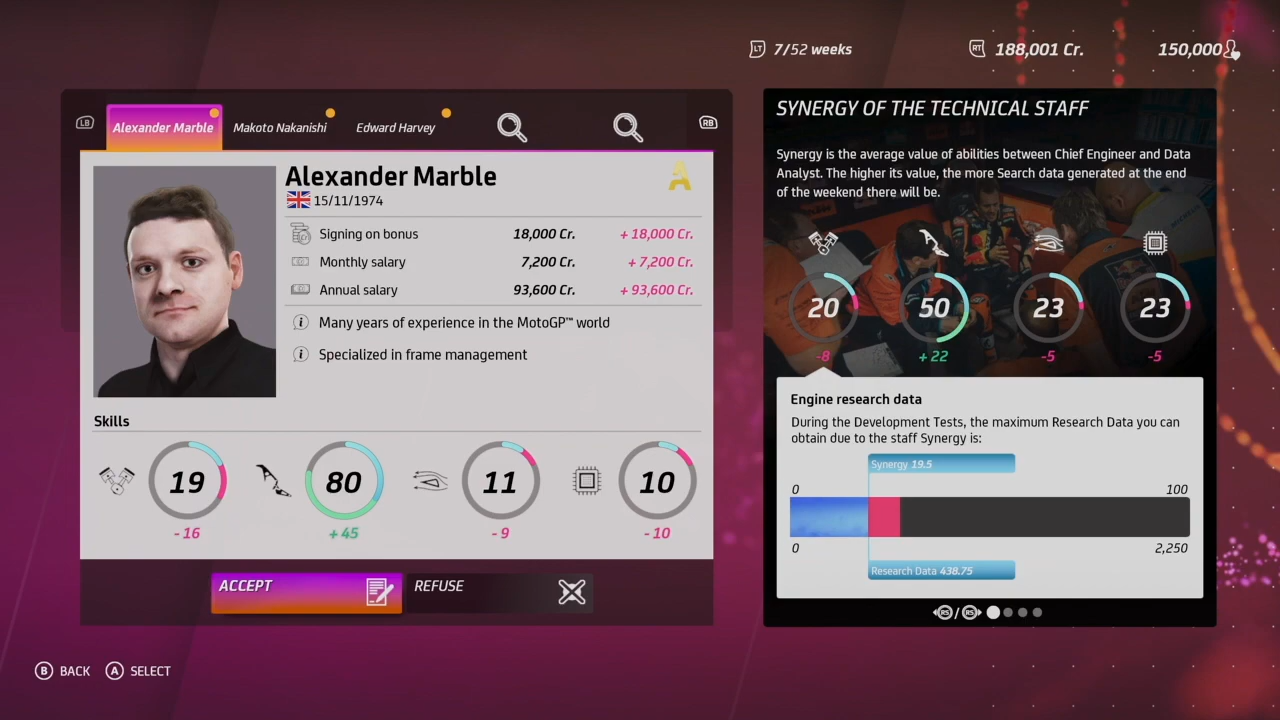 LT 7/52 weeks
RT 188,001 Cr.
150,000
LB
Alexander Marble
Makoto Nakanishi
Edward Harvey
RB
Alexander Marble
A
15/11/1974
Signing on bonus 18,000 Cr. + 18,000 Cr.
Monthly salary 7,200 Cr. + 7,200 Cr.
Annual salary 93,600 Cr. + 93,600 Cr.
Many years of experience in the MotoGP™ world
Specialized in frame management
Skills
19 80 11 10
- 16 + 45 - 9 - 10
ACCEPT
REFUSE
SYNERGY OF THE TECHNICAL STAFF
Synergy is the average value of abilities between Chief Engineer and Data
Analyst. The higher its value, the more Search data generated at the end
of the weekend there will be.
20 50 23 23
-8 + 22 -5 -5
Engine research data
During the Development Tests, the maximum Research Data you can
obtain due to the staff Synergy is:
Synergy 19.5
0 100
0 2,250
Research Data 438.75
RS / RS
B BACK A SELECT